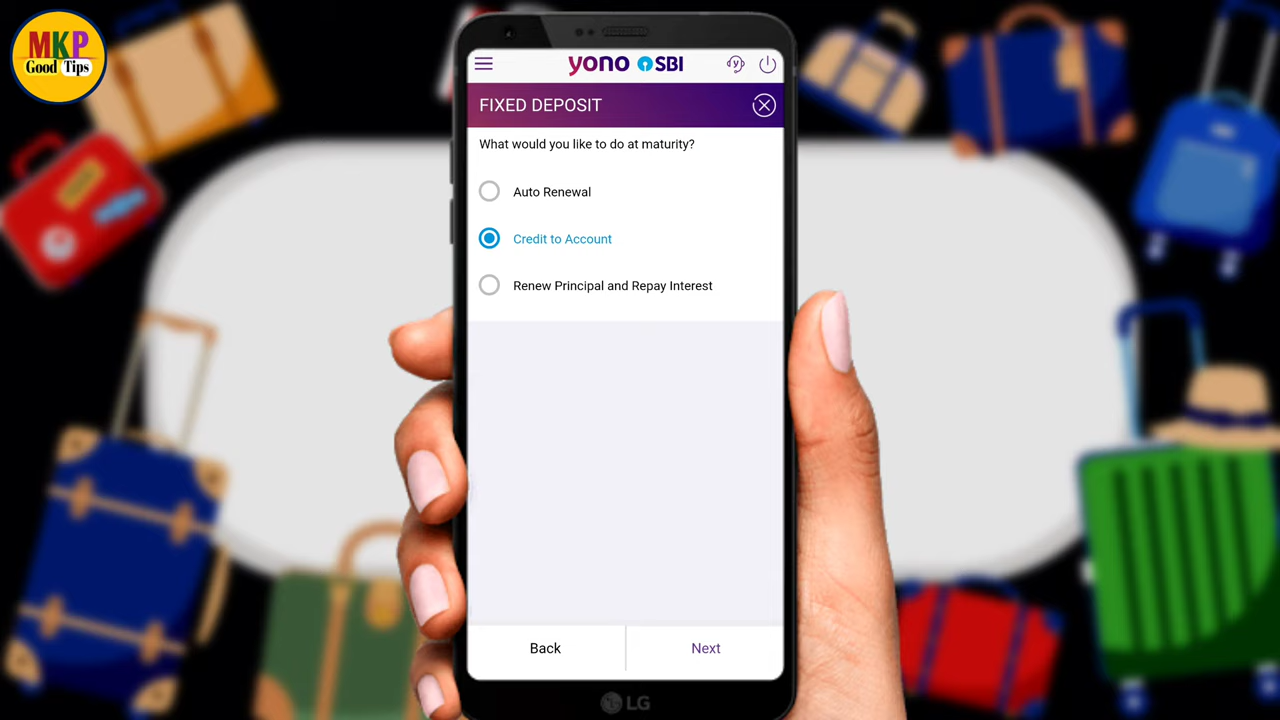 MKP
Good Tips
yono SBI
FIXED DEPOSIT
What would you like to do at maturity?
Auto Renewal
Credit to Account
Renew Principal and Repay Interest
Back
Next
LG